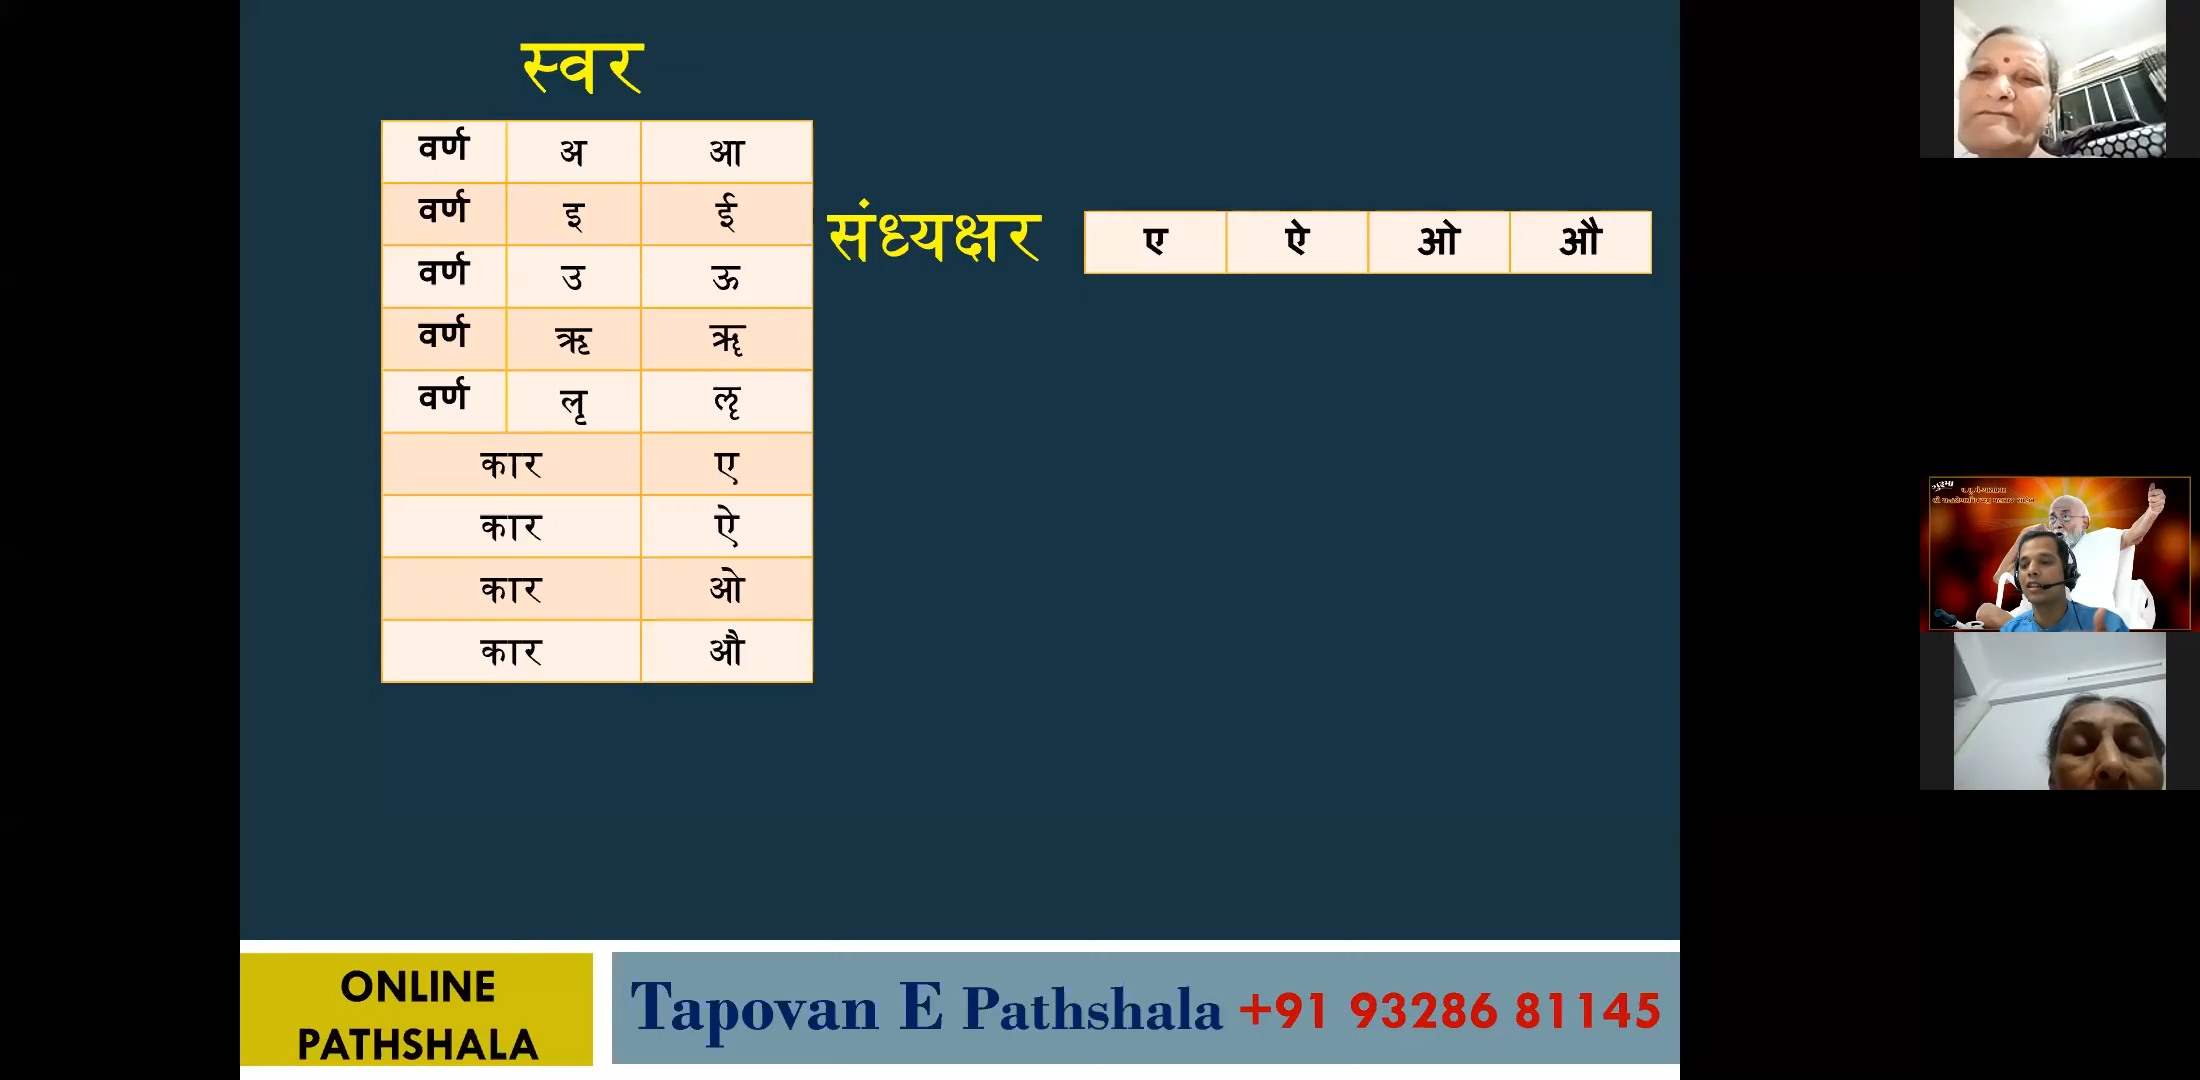 स्वर
वर्ण अ आ
वर्ण इ ई
वर्ण उ ऊ
वर्ण ऋ ॠ
वर्ण लृ ॡ
कार ए
कार ऐ
कार ओ
कार औ
संध्यक्षर ए ऐ ओ औ
ONLINE
PATHSHALA
Tapovan E Pathshala +91 93286 81145